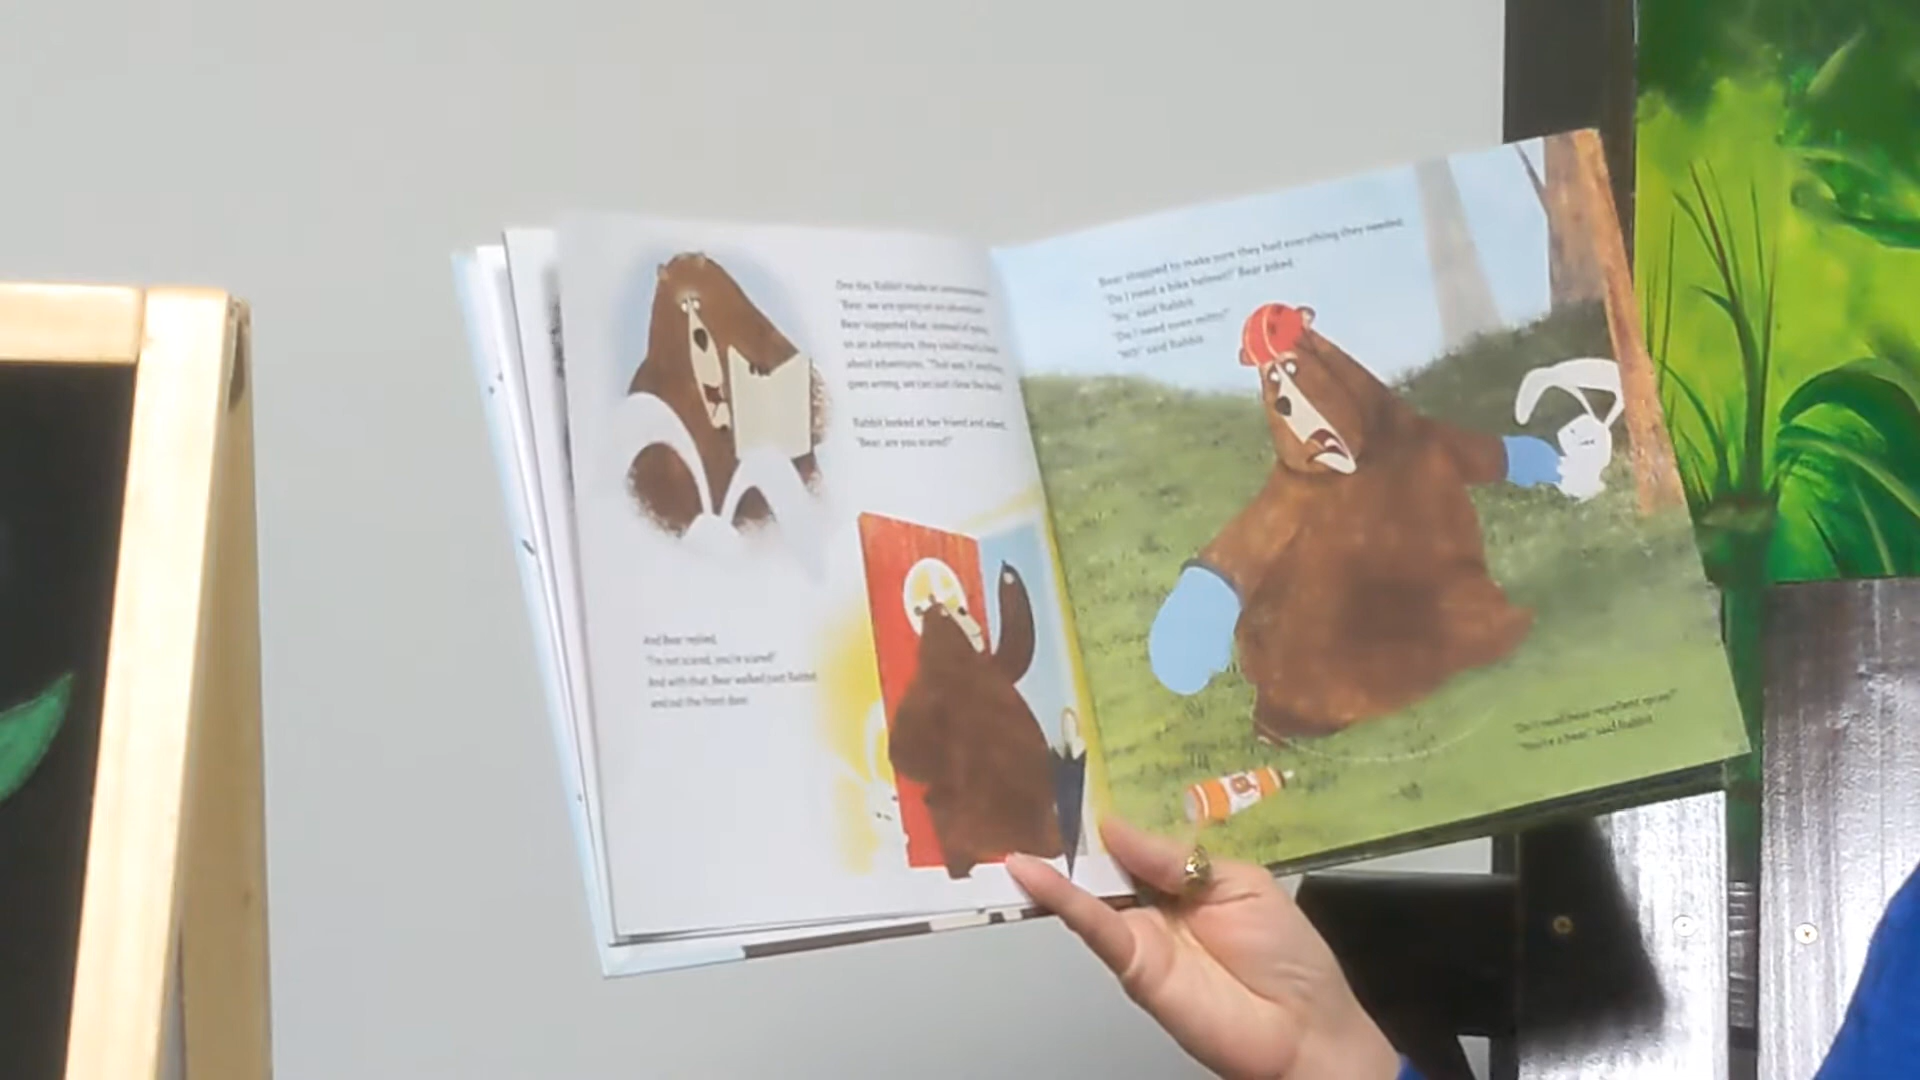 One day, Rabbit made an announcement.
"Bear, we are going on an adventure."
Bear suggested that, instead of going
on an adventure, they could read a book
about adventures. "That way, if anything
goes wrong, we can just close the book."
Rabbit looked at her friend and asked,
"Bear, are you scared?"
And Bear replied,
"I'm not scared, you're scared!"
And with that, Bear walked past Rabbit
and out the front door.
Bear stopped to make sure they had everything they needed.
"Do I need a bike helmet?" Bear asked.
"No," said Rabbit.
"Do I need oven mitts?"
"NO!" said Rabbit.
"Do I need bear repellent spray?"
"You're a bear," said Rabbit.